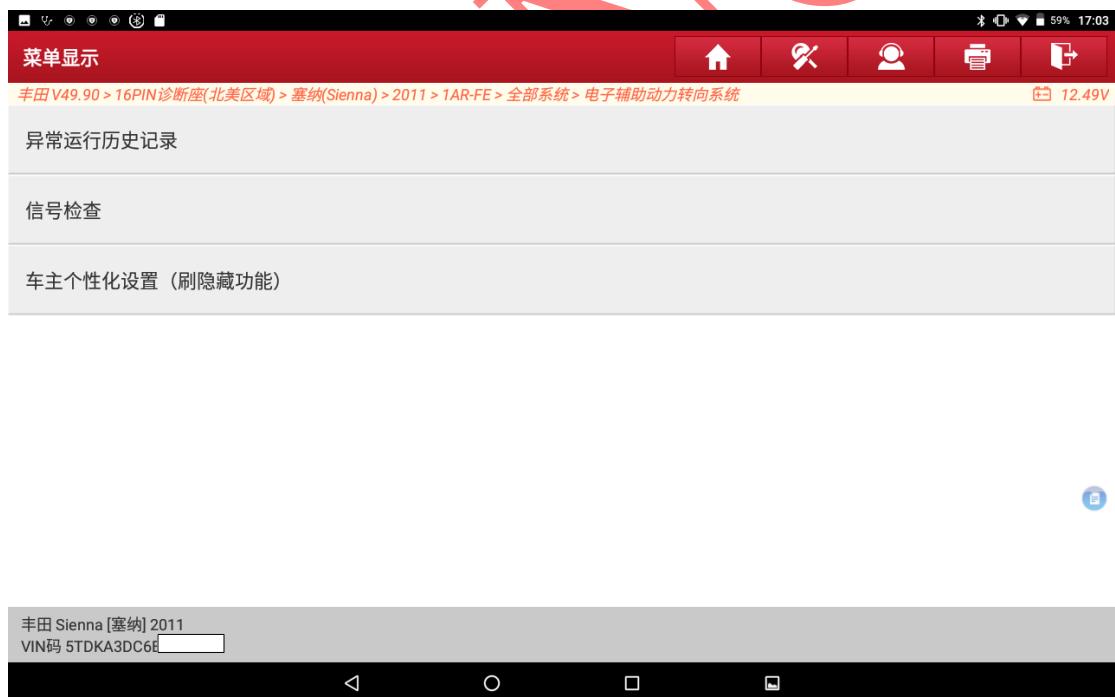 59% 17:03
菜单显示
丰田 V49.90 > 16PIN诊断座(北美区域) > 塞纳(Sienna) > 2011 > 1AR-FE > 全部系统 > 电子辅助动力转向系统 12.49V
异常运行历史记录
信号检查
车主个性化设置（刷隐藏功能）
丰田 Sienna [塞纳] 2011
VIN码 5TDKA3DC6